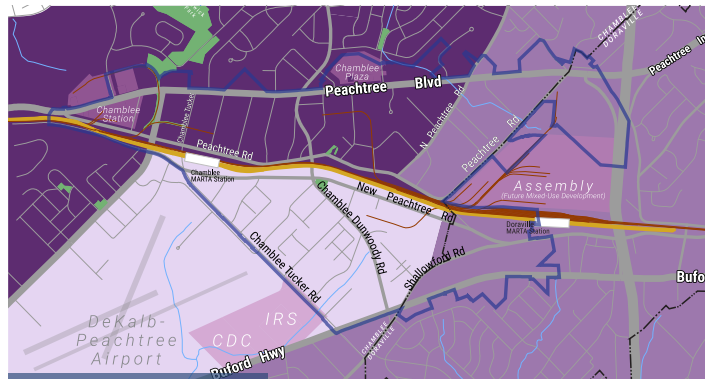 Park
CHAMBLEE
DORAVILLE
Peachtree In
Chamblee
Plaza
Peachtree Blvd
Chamblee
Station
Chamblee Tucker
N Peachtree Rd
Peachtree Rd
Peachtree Rd
Chamblee
MARTA Station
New Peachtree Rd
Assembly
(Future Mixed Use Development)
Doraville
MARTA Station
Chamblee Dunwoody Rd
Chamblee Tucker Rd
Shallowford Rd
Bufo
DeKalb-
Peachtree
Airport
IRS
CDC
Buford Hwy
CHAMBLEE
DORAVILLE